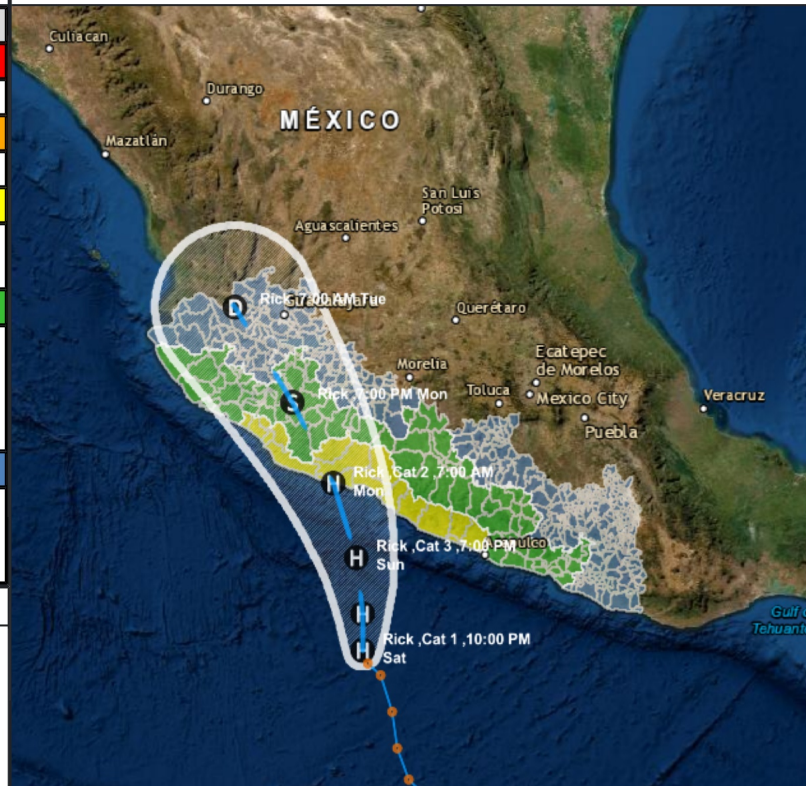 Culiacan
Durango
MÉXICO
Mazatlán
San Luis
Potosí
Aguascalientes
D
Rick ,7:00 AM Tue
Guadalajara
Querétaro
Ecatepec
de Morelos
Morelia
Toluca
Mexico City
Veracruz
S
Rick ,7:00 PM Mon
Puebla
H
Rick ,Cat 2 ,7:00 AM
Mon
H
Rick ,Cat 3 ,7:00 PM
Sun
H
Gulf
Tehuant
H
Rick ,Cat 1 ,10:00 PM
Sat